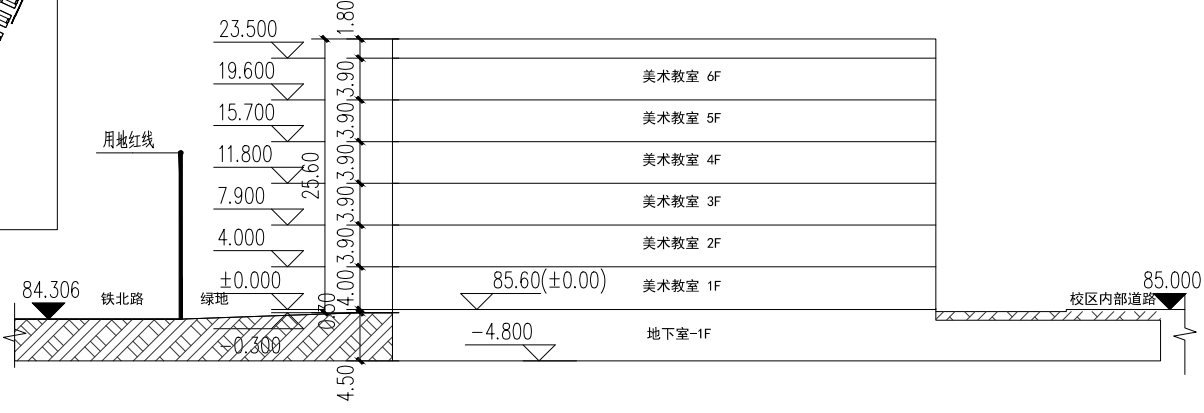 1.80
23.500
19.600
3.90
美术教室 6F
15.700
3.90
美术教室 5F
用地红线
11.800
25.60
3.90
美术教室 4F
7.900
3.90
美术教室 3F
4.000
3.90
美术教室 2F
84.306
铁北路
绿地
±0.000
4.00
85.60(±0.00)
美术教室 1F
校区内部道路
85.000
0.30
-0.300
-4.800
地下室-1F
4.50